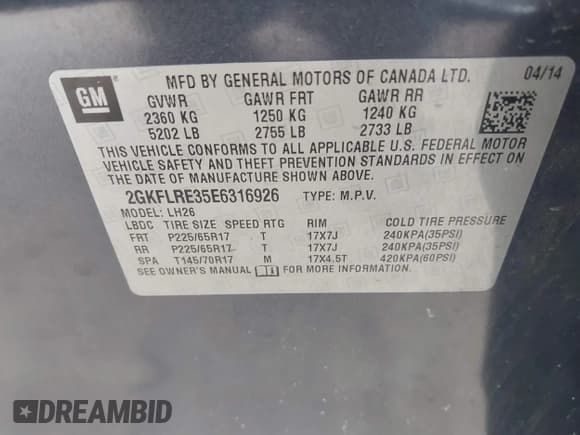 GM
MFD BY GENERAL MOTORS OF CANADA LTD. 04/14
GVWR GAWR FRT GAWR RR
2360 KG 1250 KG 1240 KG
5202 LB 2755 LB 2733 LB
THIS VEHICLE CONFORMS TO ALL APPLICABLE U.S. FEDERAL MOTOR
VEHICLE SAFETY AND THEFT PREVENTION STANDARDS IN EFFECT ON
THE DATE OF MANUFACTURE SHOWN ABOVE.
2GKFLRE35E6316926 TYPE: M.P.V.
MODEL: LH26
LBDC TIRE SIZE SPEED RTG RIM COLD TIRE PRESSURE
FRT P225/65R17 T 17X7J 240KPA(35PSI)
RR P225/65R17 T 17X7J 240KPA(35PSI)
SPA T145/70R17 M 17X4.5T 420KPA(60PSI)
SEE OWNER'S MANUAL FOR MORE INFORMATION.
DREAMBID